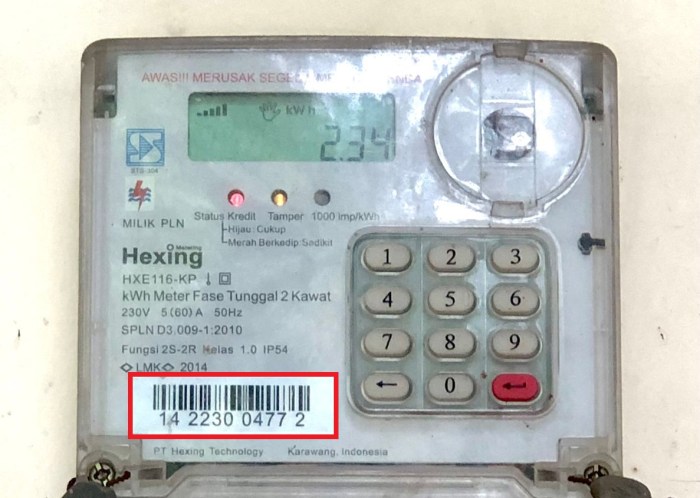 AWAS!!! MERUSAK SEGEL
kWh
2.34
STS-304
MILIK PLN
Status Kredit Tamper 1000 imp/kWh
Hijau: Cukup
Merah Berkedip:Sedikit
Hexing
Metering
HXE116-KP
kWh Meter Fase Tunggal 2 Kawat
230V 5(60)A 50Hz
SPLN D3.009-1:2010
Fungsi 2S-2R Kelas 1.0 IP54
LMK 2014
14 2230 0477 2
PT Hexing Technology Karawang, Indonesia
1 2 3
4 5 6
7 8 9
← 0